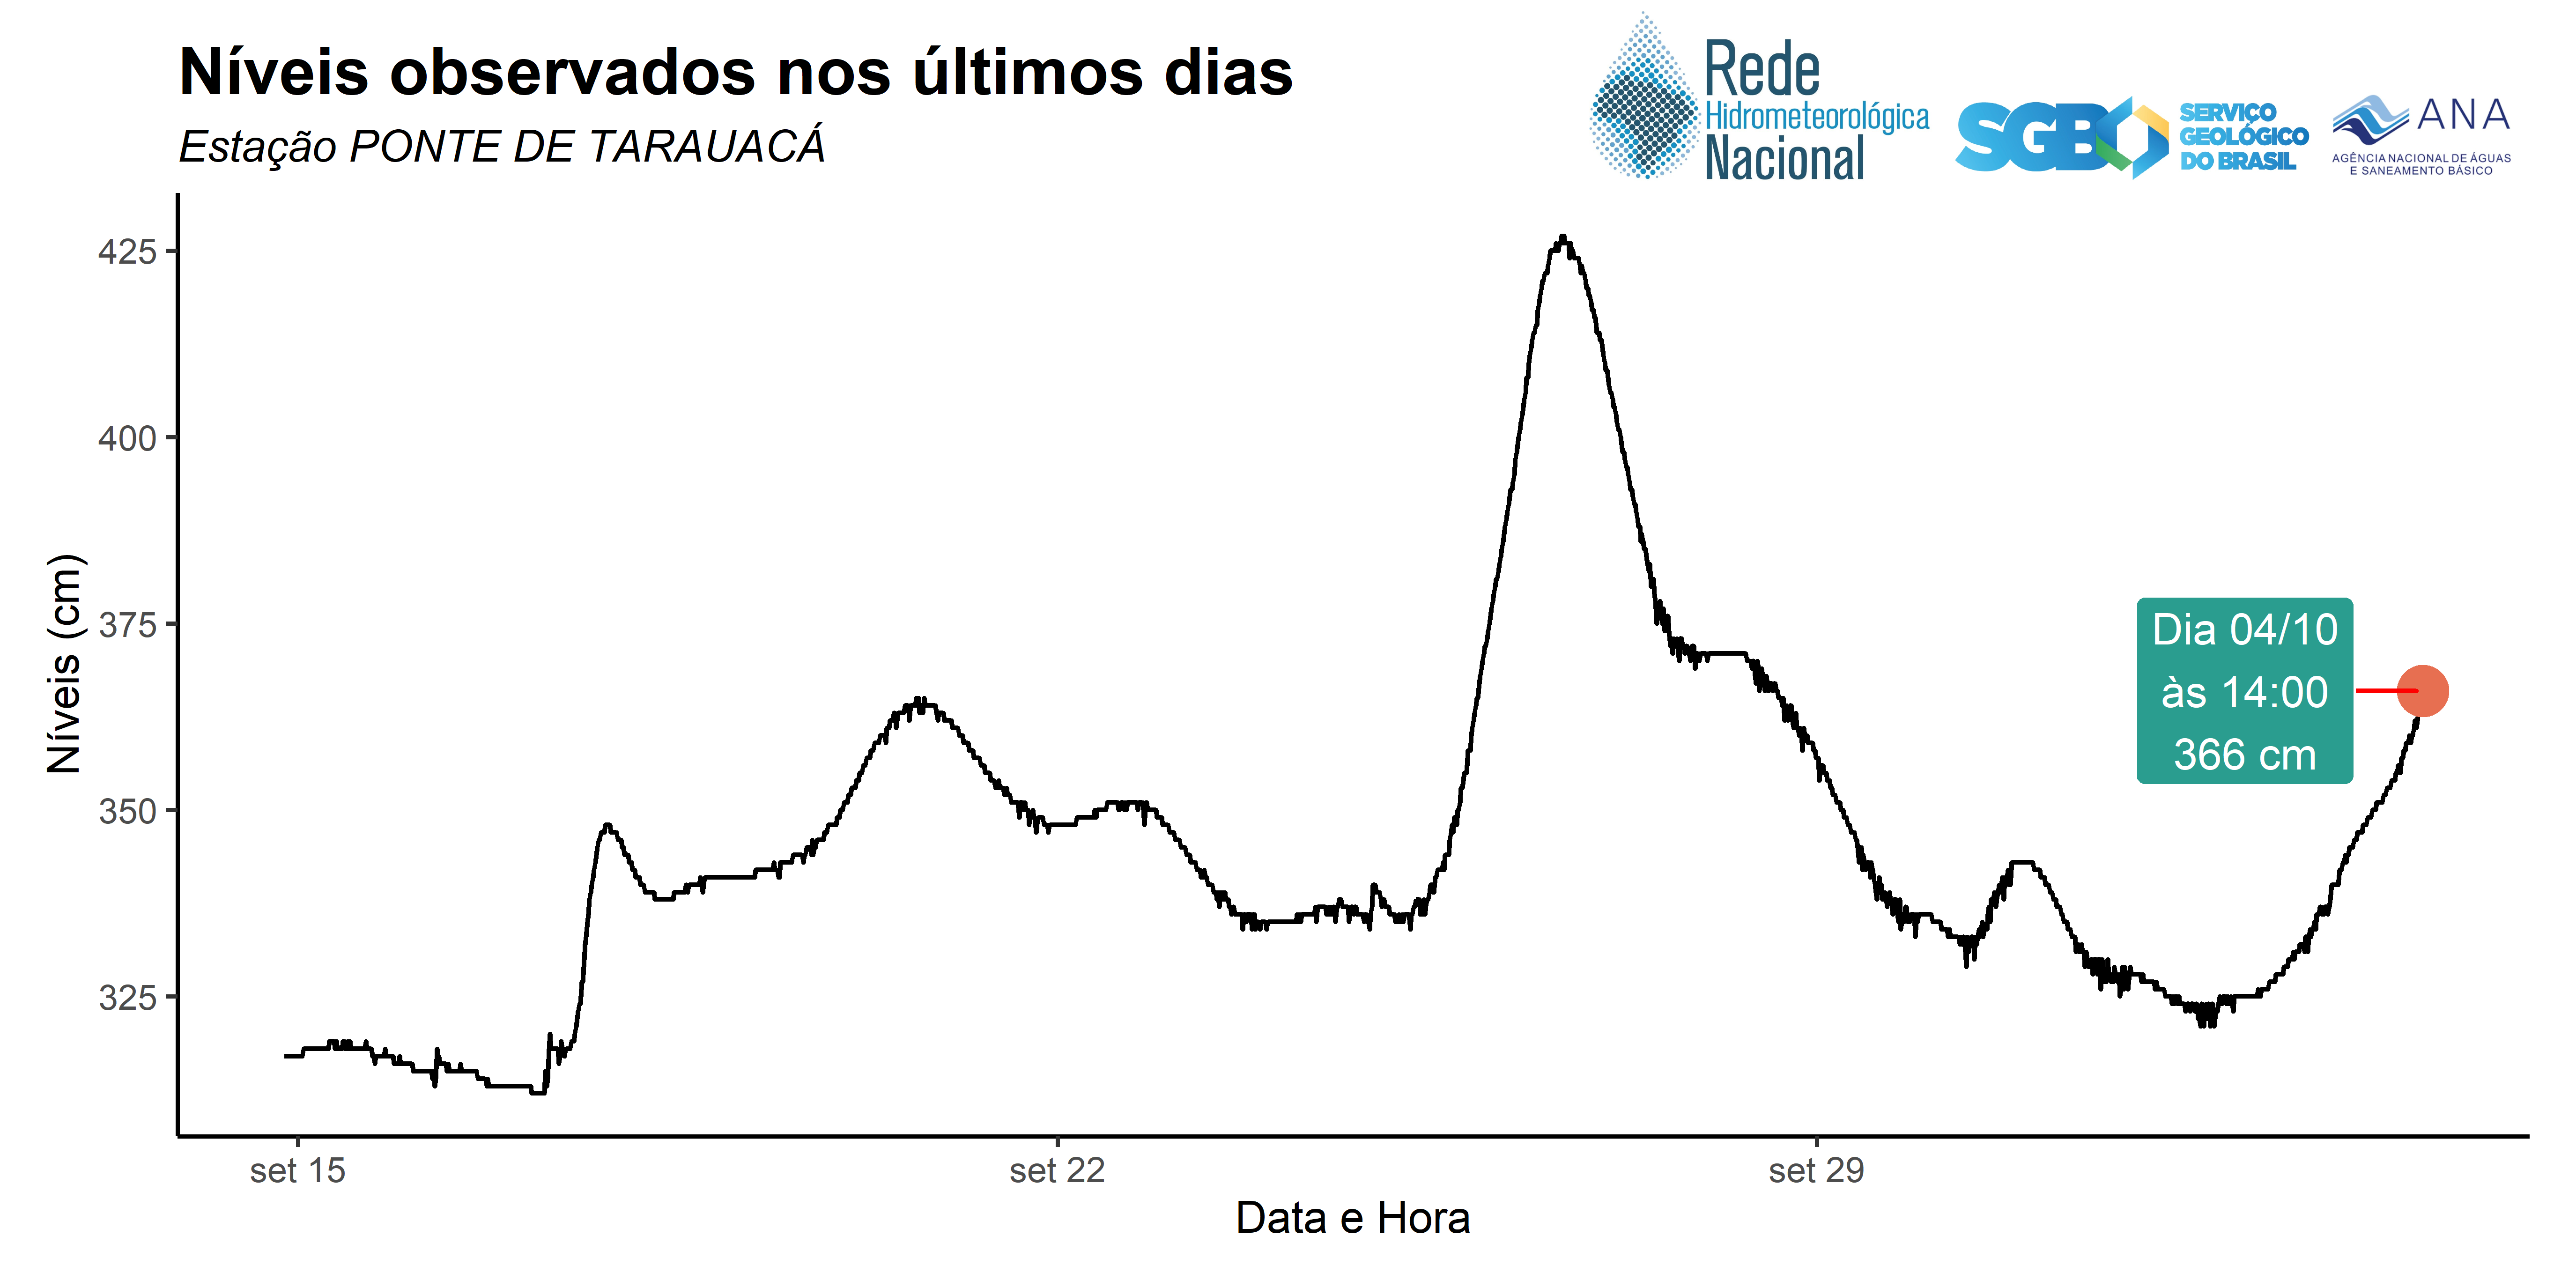 Níveis observados nos últimos dias
Estação PONTE DE TARAUACÁ
Rede
Hidrometeorológica
Nacional
SGB
SERVIÇO
GEOLÓGICO
DO BRASIL
ANA
AGÊNCIA NACIONAL DE ÁGUAS
E SANEAMENTO BÁSICO
Níveis (cm)
425
400
375
350
325
Dia 04/10
às 14:00
366 cm
set 15
set 22
set 29
Data e Hora